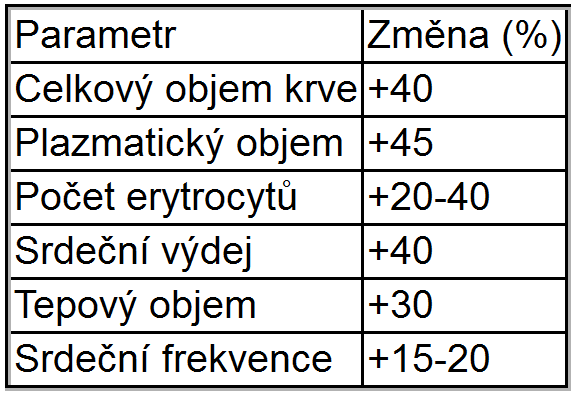 Parametr Změna (%)
Celkový objem krve +40
Plazmatický objem +45
Počet erytrocytů +20-40
Srdeční výdej +40
Tepový objem +30
Srdeční frekvence +15-20